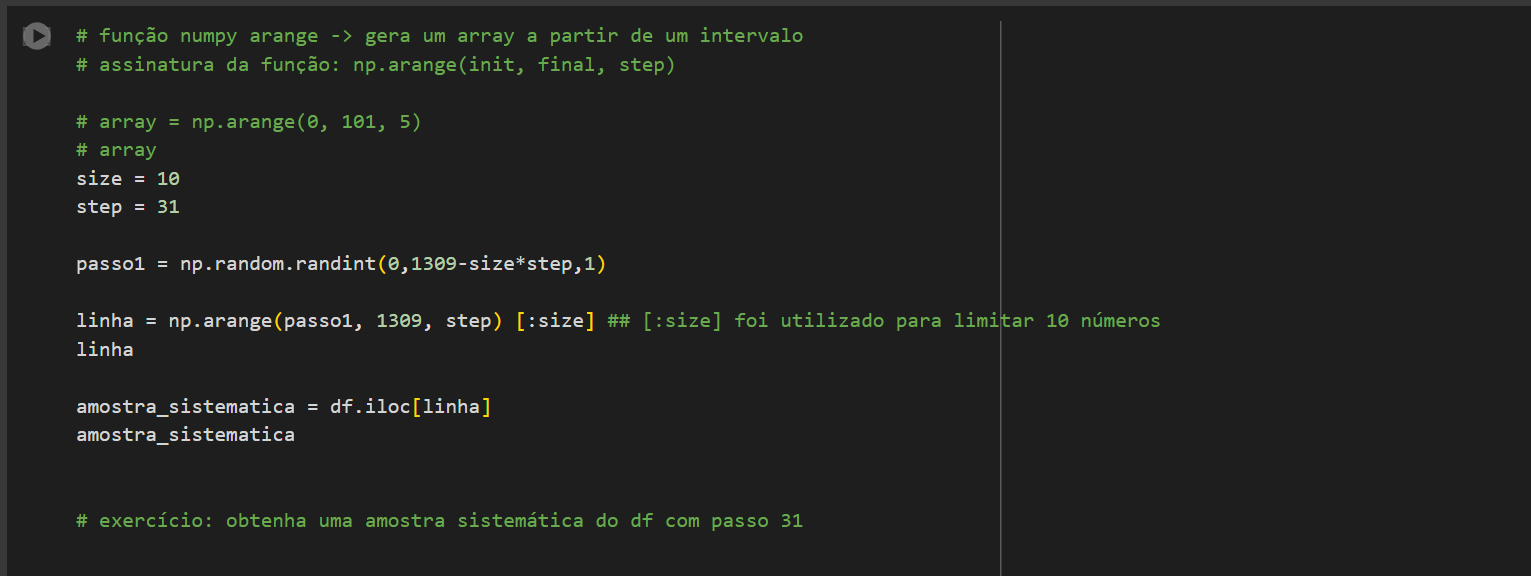 # função numpy arange -> gera um array a partir de um intervalo
# assinatura da função: np.arange(init, final, step)
# array = np.arange(0, 101, 5)
# array
size = 10
step = 31
passo1 = np.random.randint(0,1309-size*step,1)
linha = np.arange(passo1, 1309, step) [:size] ## [:size] foi utilizado para limitar 10 números
linha
amostra_sistematica = df.iloc[linha]
amostra_sistematica
# exercício: obtenha uma amostra sistemática do df com passo 31